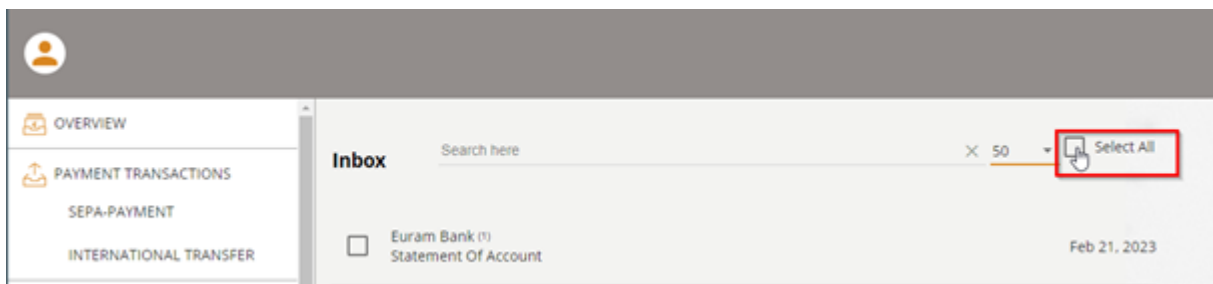 OVERVIEW
PAYMENT TRANSACTIONS
SEPA-PAYMENT
INTERNATIONAL TRANSFER
Inbox
Search here
50
Select All
Euram Bank (1)
Statement Of Account
Feb 21, 2023